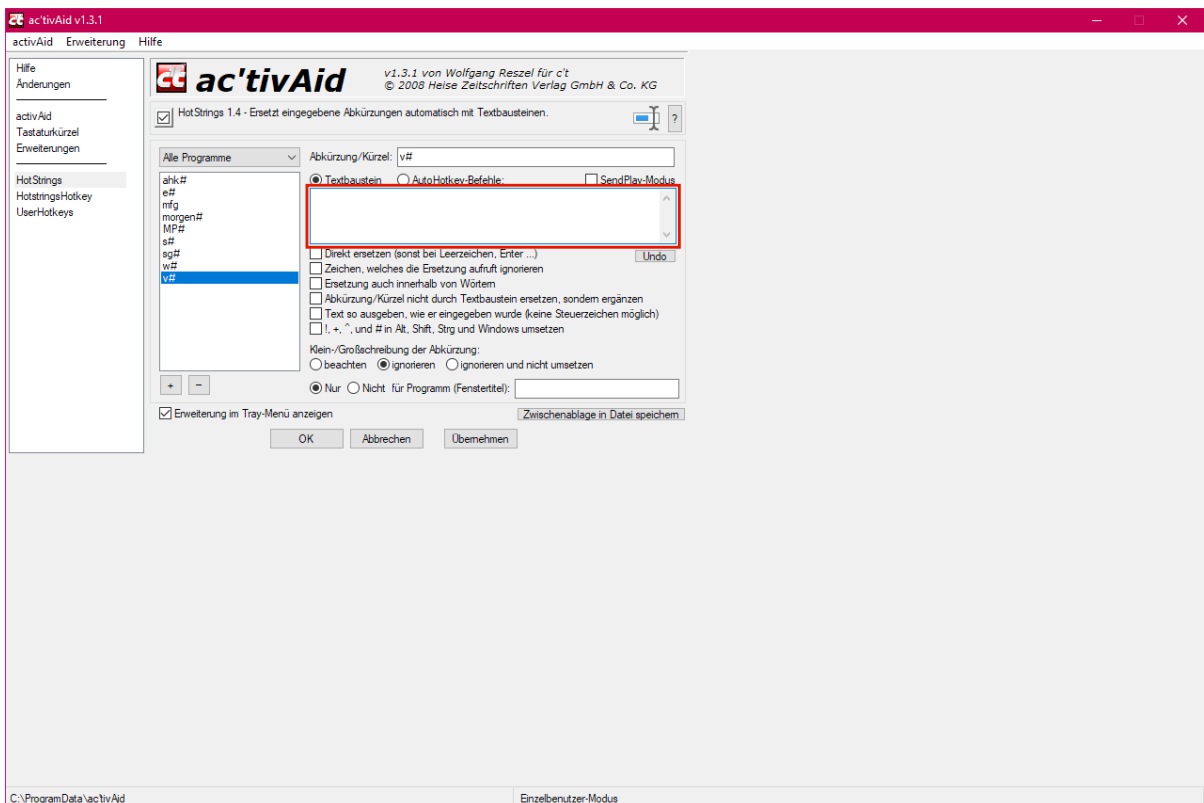 ac'tivAid v1.3.1
activAid Erweiterung Hilfe
Hilfe
Änderungen
activAid
Tastaturkürzel
Erweiterungen
HotStrings
HotstringsHotkey
UserHotkeys
c't ac'tivAid
v1.3.1 von Wolfgang Reszel für c't
© 2008 Heise Zeitschriften Verlag GmbH & Co. KG
HotStrings 1.4 - Ersetzt eingegebene Abkürzungen automatisch mit Textbausteinen.
?
Alle Programme
ahk#
e#
mfg
morgen#
MP#
s#
sg#
w#
v#
+ −
Abkürzung/Kürzel: v#
Textbaustein AutoHotkey-Befehle: SendPlay-Modus
Direkt ersetzen (sonst bei Leerzeichen, Enter ...) Undo
Zeichen, welches die Ersetzung aufruft ignorieren
Ersetzung auch innerhalb von Wörtern
Abkürzung/Kürzel nicht durch Textbaustein ersetzen, sondern ergänzen
Text so ausgeben, wie er eingegeben wurde (keine Steuerzeichen möglich)
!, +, ^, und # in Alt, Shift, Strg und Windows umsetzen
Klein-/Großschreibung der Abkürzung:
beachten ignorieren ignorieren und nicht umsetzen
Nur Nicht für Programm (Fenstertitel):
Erweiterung im Tray-Menü anzeigen Zwischenablage in Datei speichern
OK Abbrechen Übernehmen
C:\ProgramData\ac'tivAid Einzelbenutzer-Modus